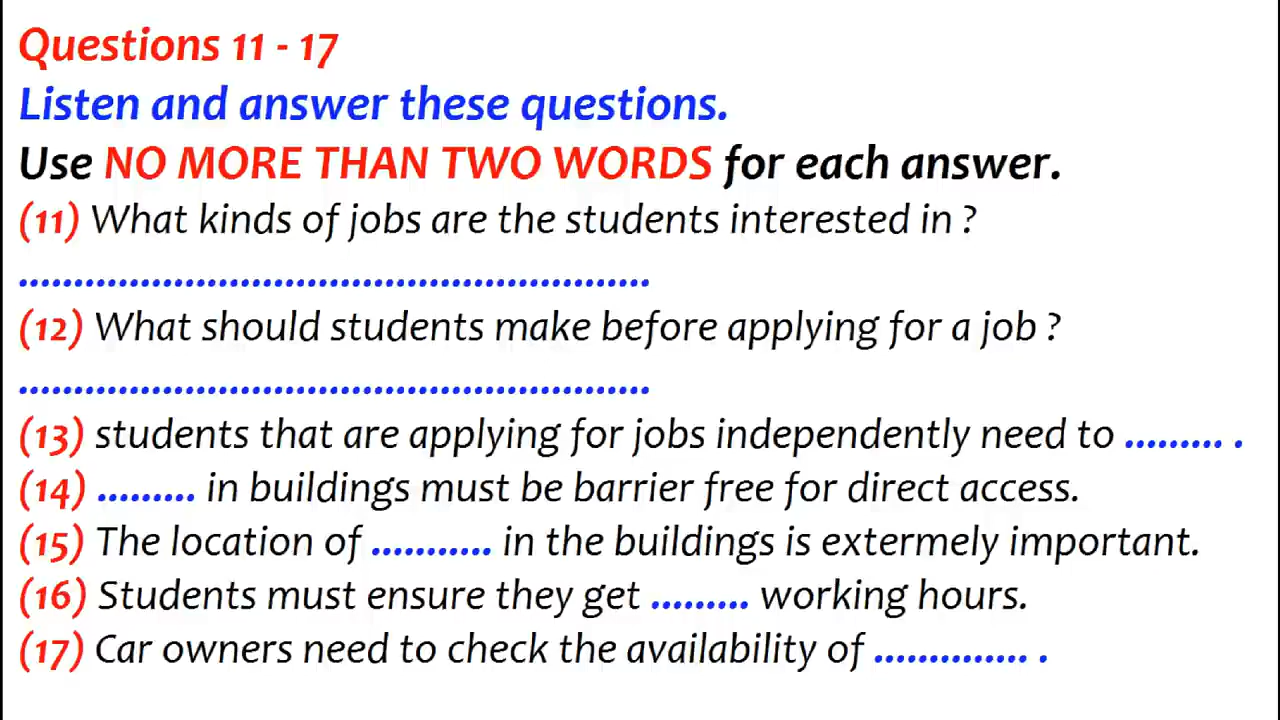 Questions 11 - 17
Listen and answer these questions.
Use NO MORE THAN TWO WORDS for each answer.
(11) What kinds of jobs are the students interested in ?
..........................................................
(12) What should students make before applying for a job ?
..........................................................
(13) students that are applying for jobs independently need to ......... .
(14) ......... in buildings must be barrier free for direct access.
(15) The location of ........... in the buildings is extermely important.
(16) Students must ensure they get ......... working hours.
(17) Car owners need to check the availability of .............. .